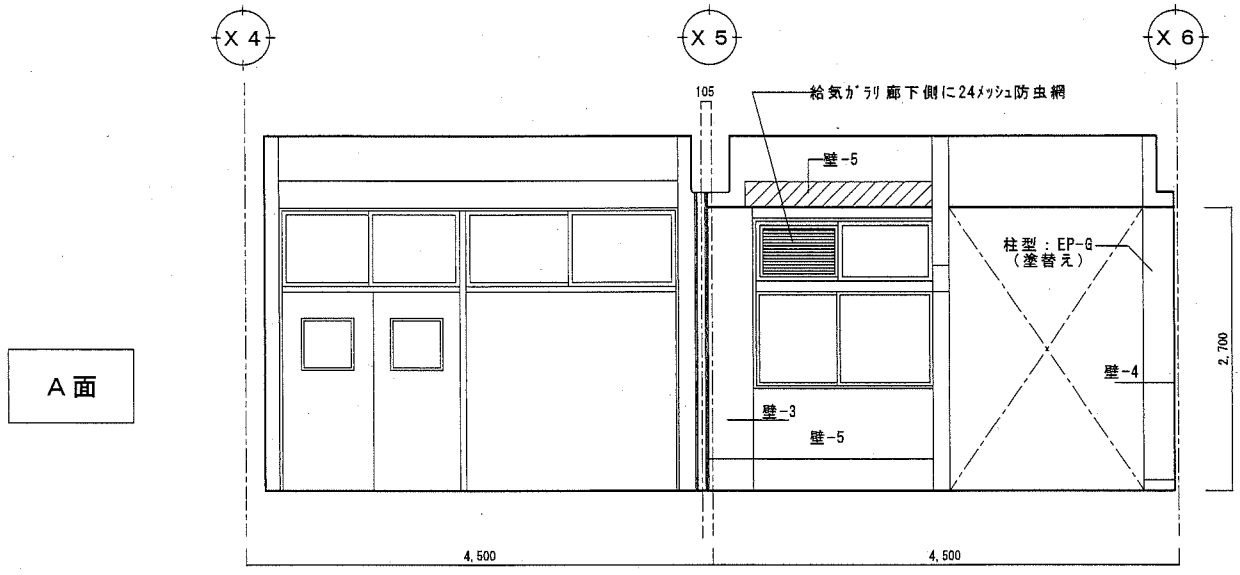 X 4
X 5
X 6
105
給気ガラリ 廊下側に24メッシュ防虫網
壁-5
柱型：EP-G
（塗替え）
2,700
A 面
壁-4
壁-3
壁-5
4,500
4,500